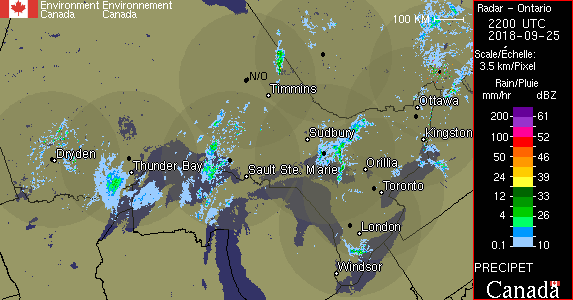 Environment Environnement
Canada Canada
100 KM
N/O
Timmins
Ottawa
Sudbury
Kingston
Dryden
Thunder Bay
Sault Ste. Marie
Orillia
Toronto
London
Windsor
Radar - Ontario
2200 UTC
2018-09-25
Scale/Échelle:
3.5 km/Pixel
Rain/Pluie
mm/hr dBZ
200 61
100 52
50 46
24 39
12 33
4 26
0.1 10
PRECIPET
Canada